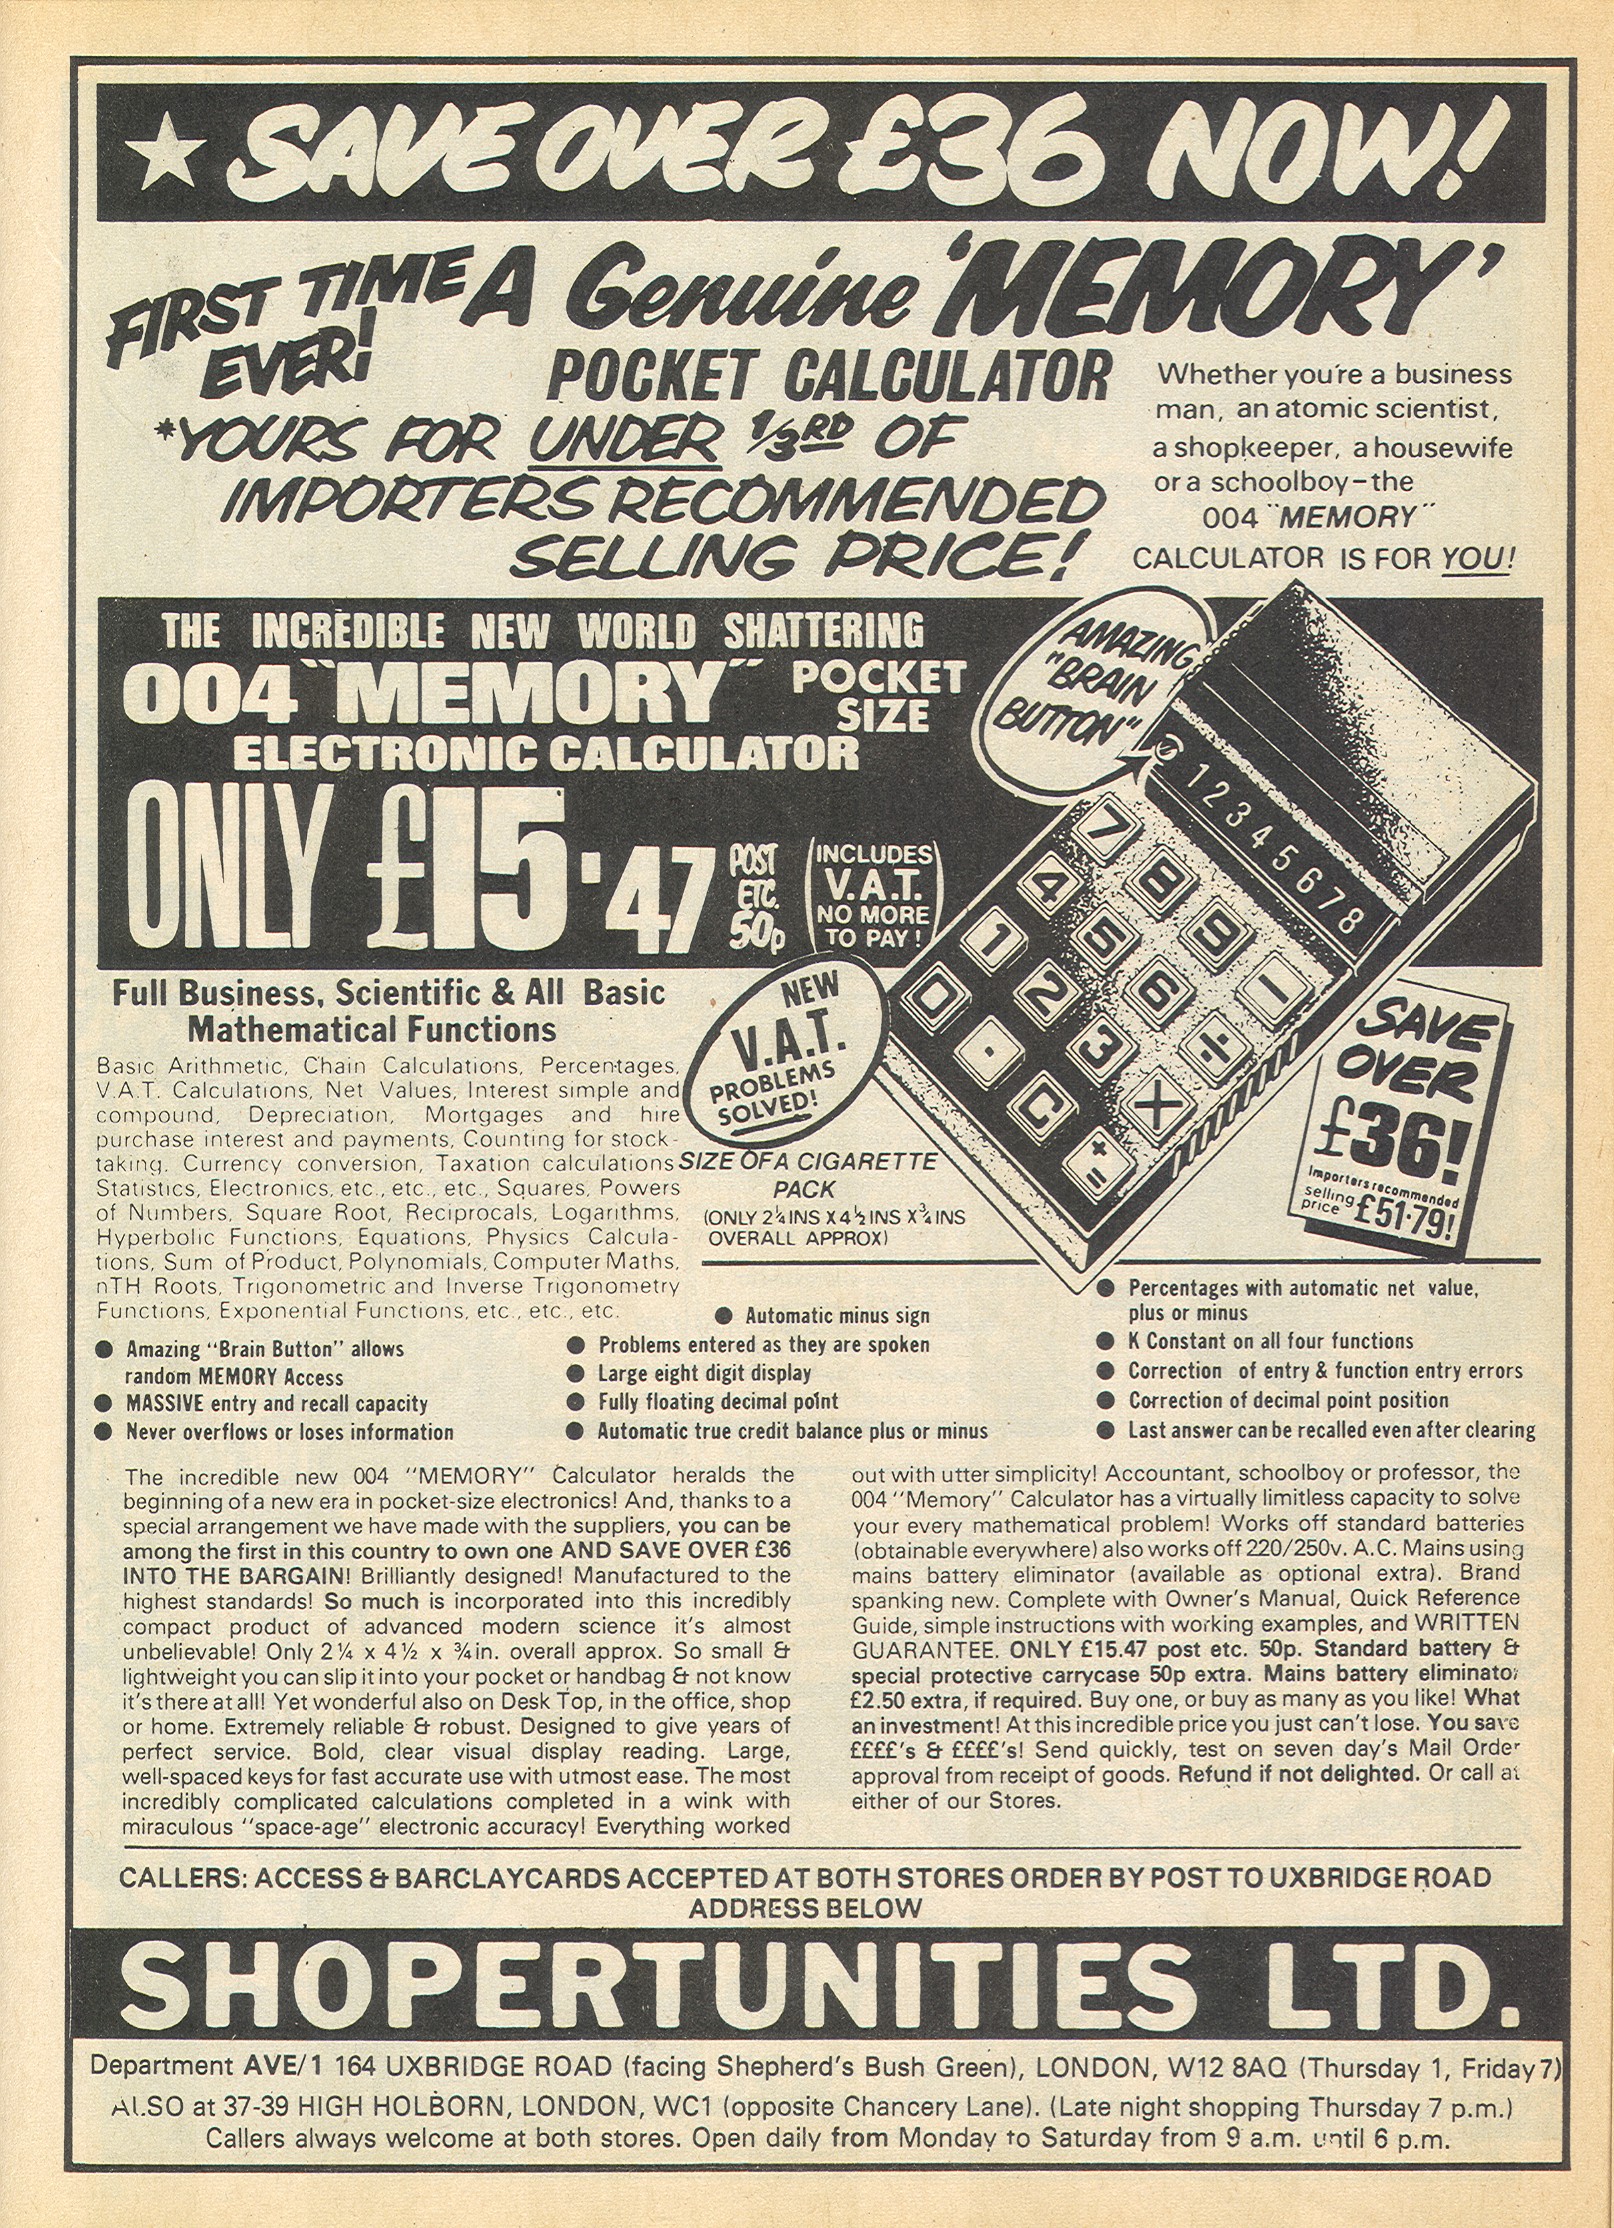 SAVE OVER £36 NOW!
FIRST TIME
EVER!
A Genuine 'MEMORY'
POCKET CALCULATOR
*YOURS FOR UNDER 1/3RD OF
IMPORTERS RECOMMENDED
SELLING PRICE!
Whether you're a business
man, an atomic scientist,
a shopkeeper, a housewife
or a schoolboy–the
004 "MEMORY"
CALCULATOR IS FOR YOU!
THE INCREDIBLE NEW WORLD SHATTERING
004 "MEMORY" POCKET
SIZE
ELECTRONIC CALCULATOR
ONLY £15·47
POST
ETC.
50p
(INCLUDES
V.A.T.
NO MORE
TO PAY!)
AMAZING
"BRAIN
BUTTON"
1 2 3 4 5 6 7 8
7 8 9 –
4 5 6 ÷
1 2 3 ×
0 · C + =
Full Business, Scientific & All Basic
Mathematical Functions
Basic Arithmetic, Chain Calculations, Percentages,
V.A.T. Calculations, Net Values, Interest simple and
compound, Depreciation, Mortgages and hire
purchase interest and payments, Counting for stock-
taking, Currency conversion, Taxation calculations
Statistics, Electronics, etc., etc., etc., Squares, Powers
of Numbers, Square Root, Reciprocals, Logarithms,
Hyperbolic Functions, Equations, Physics Calcula-
tions, Sum of Product, Polynomials, Computer Maths,
nTH Roots, Trigonometric and Inverse Trigonometry
Functions, Exponential Functions, etc., etc., etc.
NEW
V.A.T.
PROBLEMS
SOLVED!
SIZE OF A CIGARETTE
PACK
(ONLY 2¼ INS X 4½ INS X ¾ INS
OVERALL APPROX)
SAVE
OVER
£36!
Importers recommended
selling
price £51·79!
● Amazing "Brain Button" allows
random MEMORY Access
● MASSIVE entry and recall capacity
● Never overflows or loses information
● Automatic minus sign
● Problems entered as they are spoken
● Large eight digit display
● Fully floating decimal point
● Automatic true credit balance plus or minus
● Percentages with automatic net value,
plus or minus
● K Constant on all four functions
● Correction of entry & function entry errors
● Correction of decimal point position
● Last answer can be recalled even after clearing
The incredible new 004 "MEMORY" Calculator heralds the
beginning of a new era in pocket-size electronics! And, thanks to a
special arrangement we have made with the suppliers, you can be
among the first in this country to own one AND SAVE OVER £36
INTO THE BARGAIN! Brilliantly designed! Manufactured to the
highest standards! So much is incorporated into this incredibly
compact product of advanced modern science it's almost
unbelievable! Only 2¼ x 4½ x ¾in. overall approx. So small &
lightweight you can slip it into your pocket or handbag & not know
it's there at all! Yet wonderful also on Desk Top, in the office, shop
or home. Extremely reliable & robust. Designed to give years of
perfect service. Bold, clear visual display reading. Large,
well-spaced keys for fast accurate use with utmost ease. The most
incredibly complicated calculations completed in a wink with
miraculous "space-age" electronic accuracy! Everything worked
out with utter simplicity! Accountant, schoolboy or professor, the
004 "Memory" Calculator has a virtually limitless capacity to solve
your every mathematical problem! Works off standard batteries
(obtainable everywhere) also works off 220/250v. A.C. Mains using
mains battery eliminator (available as optional extra). Brand
spanking new. Complete with Owner's Manual, Quick Reference
Guide, simple instructions with working examples, and WRITTEN
GUARANTEE. ONLY £15.47 post etc. 50p. Standard battery &
special protective carrycase 50p extra. Mains battery eliminator
£2.50 extra, if required. Buy one, or buy as many as you like! What
an investment! At this incredible price you just can't lose. You save
££££'s & ££££'s! Send quickly, test on seven day's Mail Order
approval from receipt of goods. Refund if not delighted. Or call at
either of our Stores.
CALLERS: ACCESS & BARCLAYCARDS ACCEPTED AT BOTH STORES ORDER BY POST TO UXBRIDGE ROAD
ADDRESS BELOW
SHOPERTUNITIES LTD.
Department AVE/1 164 UXBRIDGE ROAD (facing Shepherd's Bush Green), LONDON, W12 8AQ (Thursday 1, Friday 7)
ALSO at 37-39 HIGH HOLBORN, LONDON, WC1 (opposite Chancery Lane). (Late night shopping Thursday 7 p.m.)
Callers always welcome at both stores. Open daily from Monday to Saturday from 9 a.m. until 6 p.m.